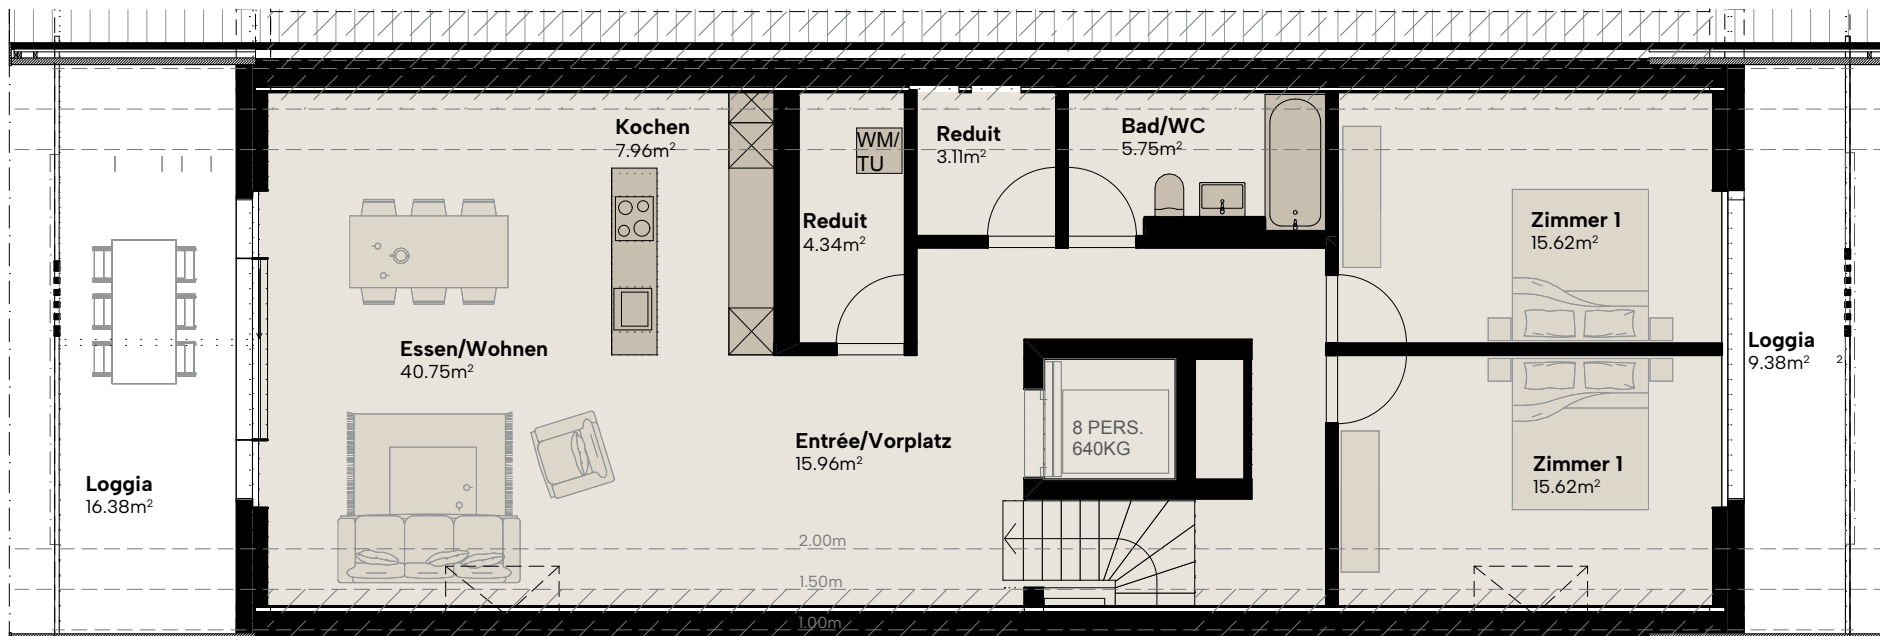 Kochen
7.96m²
WM/
TU
Reduit
3.11m²
Bad/WC
5.75m²
Reduit
4.34m²
Zimmer 1
15.62m²
Essen/Wohnen
40.75m²
Loggia
9.38m²
2
8 PERS.
640KG
Entrée/Vorplatz
15.96m²
Zimmer 1
15.62m²
Loggia
16.38m²
2.00m
1.50m
1.00m